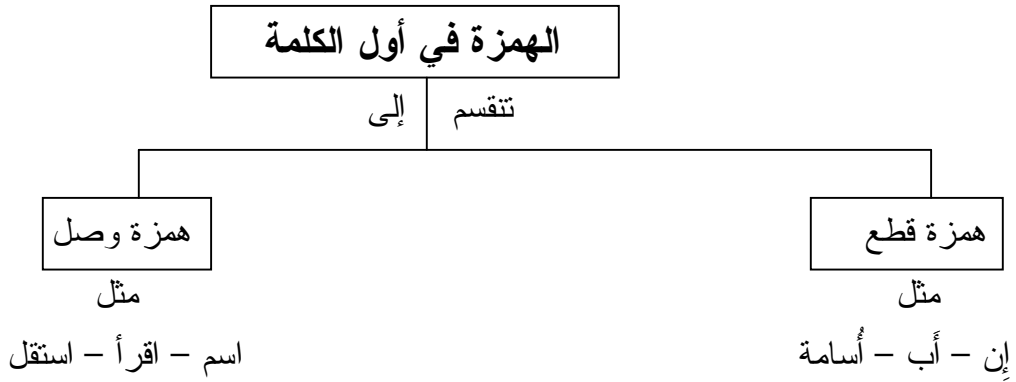 الهمزة في أول الكلمة
تنقسم إلى
همزة قطع
همزة وصل
مثل
مثل
إِن – أَب – أُسامة
اسم – اقرأ – استقل